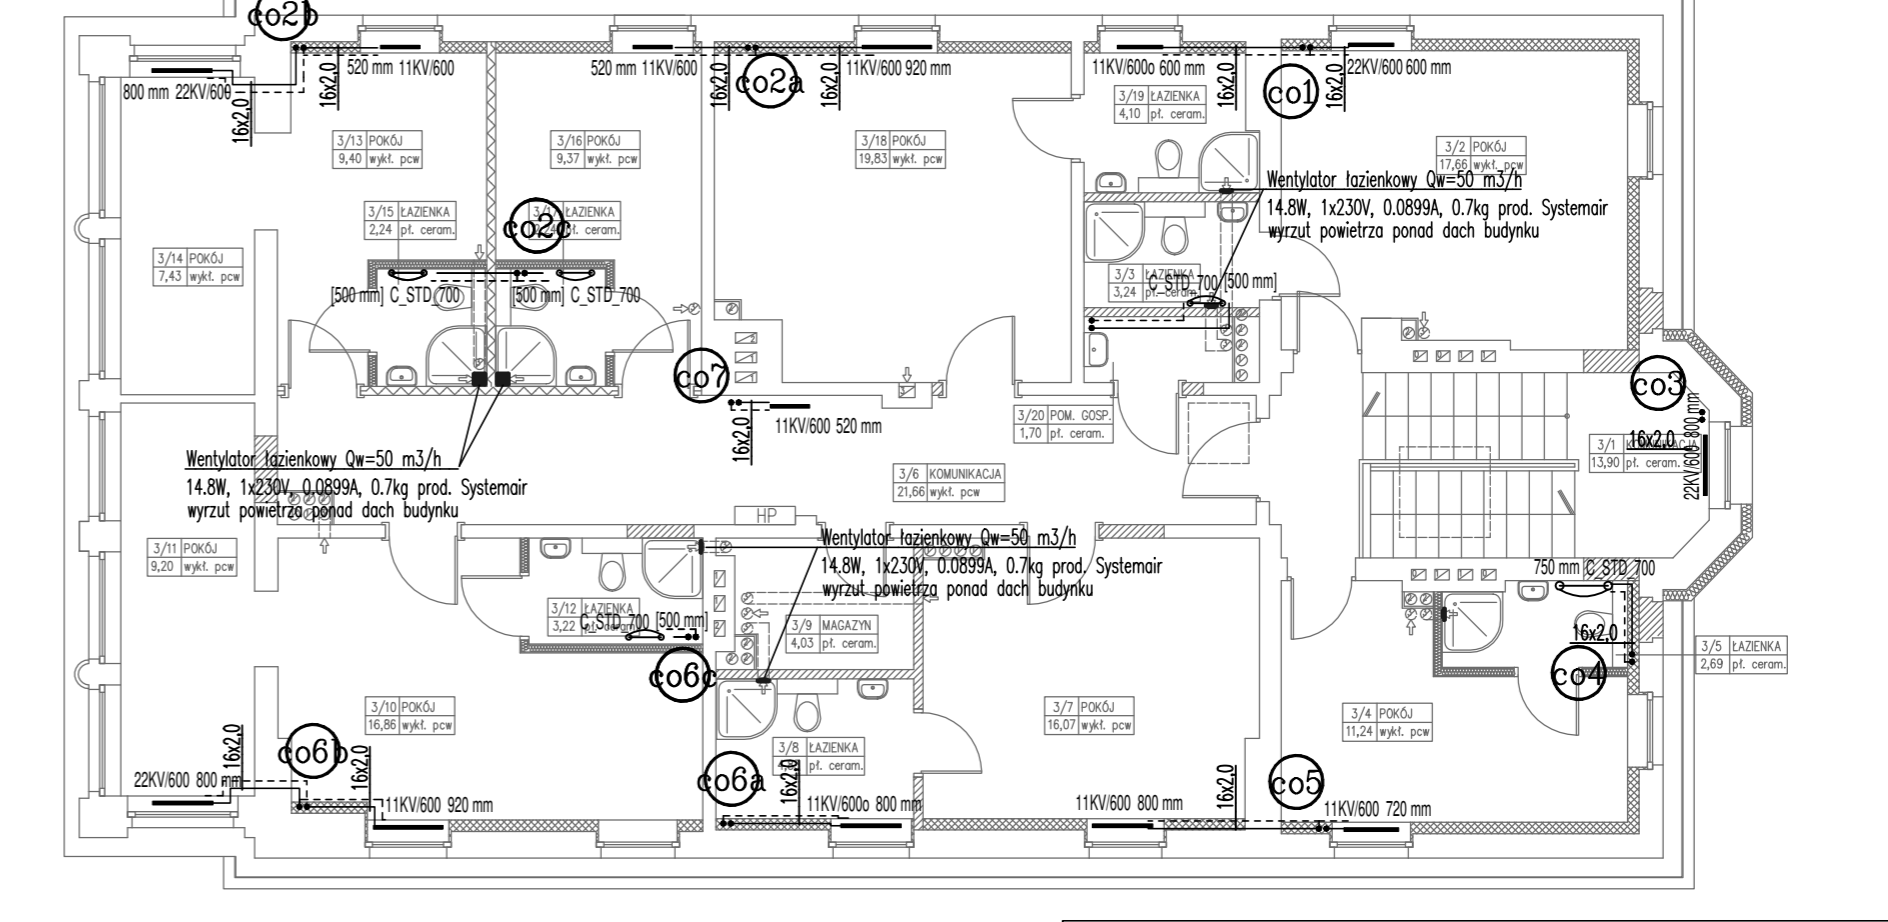 co2b
520 mm 11KV/600
520 mm 11KV/600
11KV/600 920 mm
11KV/600o 600 mm
22KV/600 600 mm
800 mm 22KV/600
16x2,0
16x2,0
16x2,0
co2a
16x2,0
16x2,0
co1
16x2,0
3/19 ŁAZIENKA
4,10 pł. ceram.
3/13 POKÓJ
9,40 wykł. pcw
3/16 POKÓJ
9,37 wykł. pcw
3/18 POKÓJ
19,83 wykł. pcw
3/2 POKÓJ
17,66 wykł. pcw
Wentylator łazienkowy Qw=50 m3/h
14.8W, 1x230V, 0.0899A, 0.7kg prod. Systemair
wyrzut powietrza ponad dach budynku
3/15 ŁAZIENKA
2,24 pł. ceram.
3/17 ŁAZIENKA
2,24 pł. ceram.
co2c
3/14 POKÓJ
7,43 wykł. pcw
3/3 ŁAZIENKA
3,24 pł. ceram.
C_STD_700 [500 mm]
[500 mm] C_STD_700
[500 mm] C_STD_700
co7
co3
11KV/600 520 mm
16x2,0
3/20 POM. GOSP.
1,70 pł. ceram.
3/1 KOMUNIKACJA
13,90 pł. ceram.
16x2,0
22KV/600 800 mm
Wentylator łazienkowy Qw=50 m3/h
14.8W, 1x230V, 0.0899A, 0.7kg prod. Systemair
wyrzut powietrza ponad dach budynku
3/6 KOMUNIKACJA
21,66 wykł. pcw
HP
Wentylator łazienkowy Qw=50 m3/h
14.8W, 1x230V, 0.0899A, 0.7kg prod. Systemair
wyrzut powietrza ponad dach budynku
3/11 POKÓJ
9,20 wykł. pcw
750 mm C_STD_700
3/12 ŁAZIENKA
3,22 pł. ceram.
C_STD_700 [500 mm]
3/9 MAGAZYN
4,03 pł. ceram.
16x2,0
3/5 ŁAZIENKA
2,69 pł. ceram.
co6c
co4
3/10 POKÓJ
16,86 wykł. pcw
3/7 POKÓJ
16,07 wykł. pcw
3/4 POKÓJ
11,24 wykł. pcw
3/8 ŁAZIENKA
pł. ceram.
16x2,0
co6b
16x2,0
co6a
16x2,0
16x2,0
co5
22KV/600 800 mm
11KV/600 920 mm
11KV/600o 800 mm
11KV/600 800 mm
11KV/600 720 mm